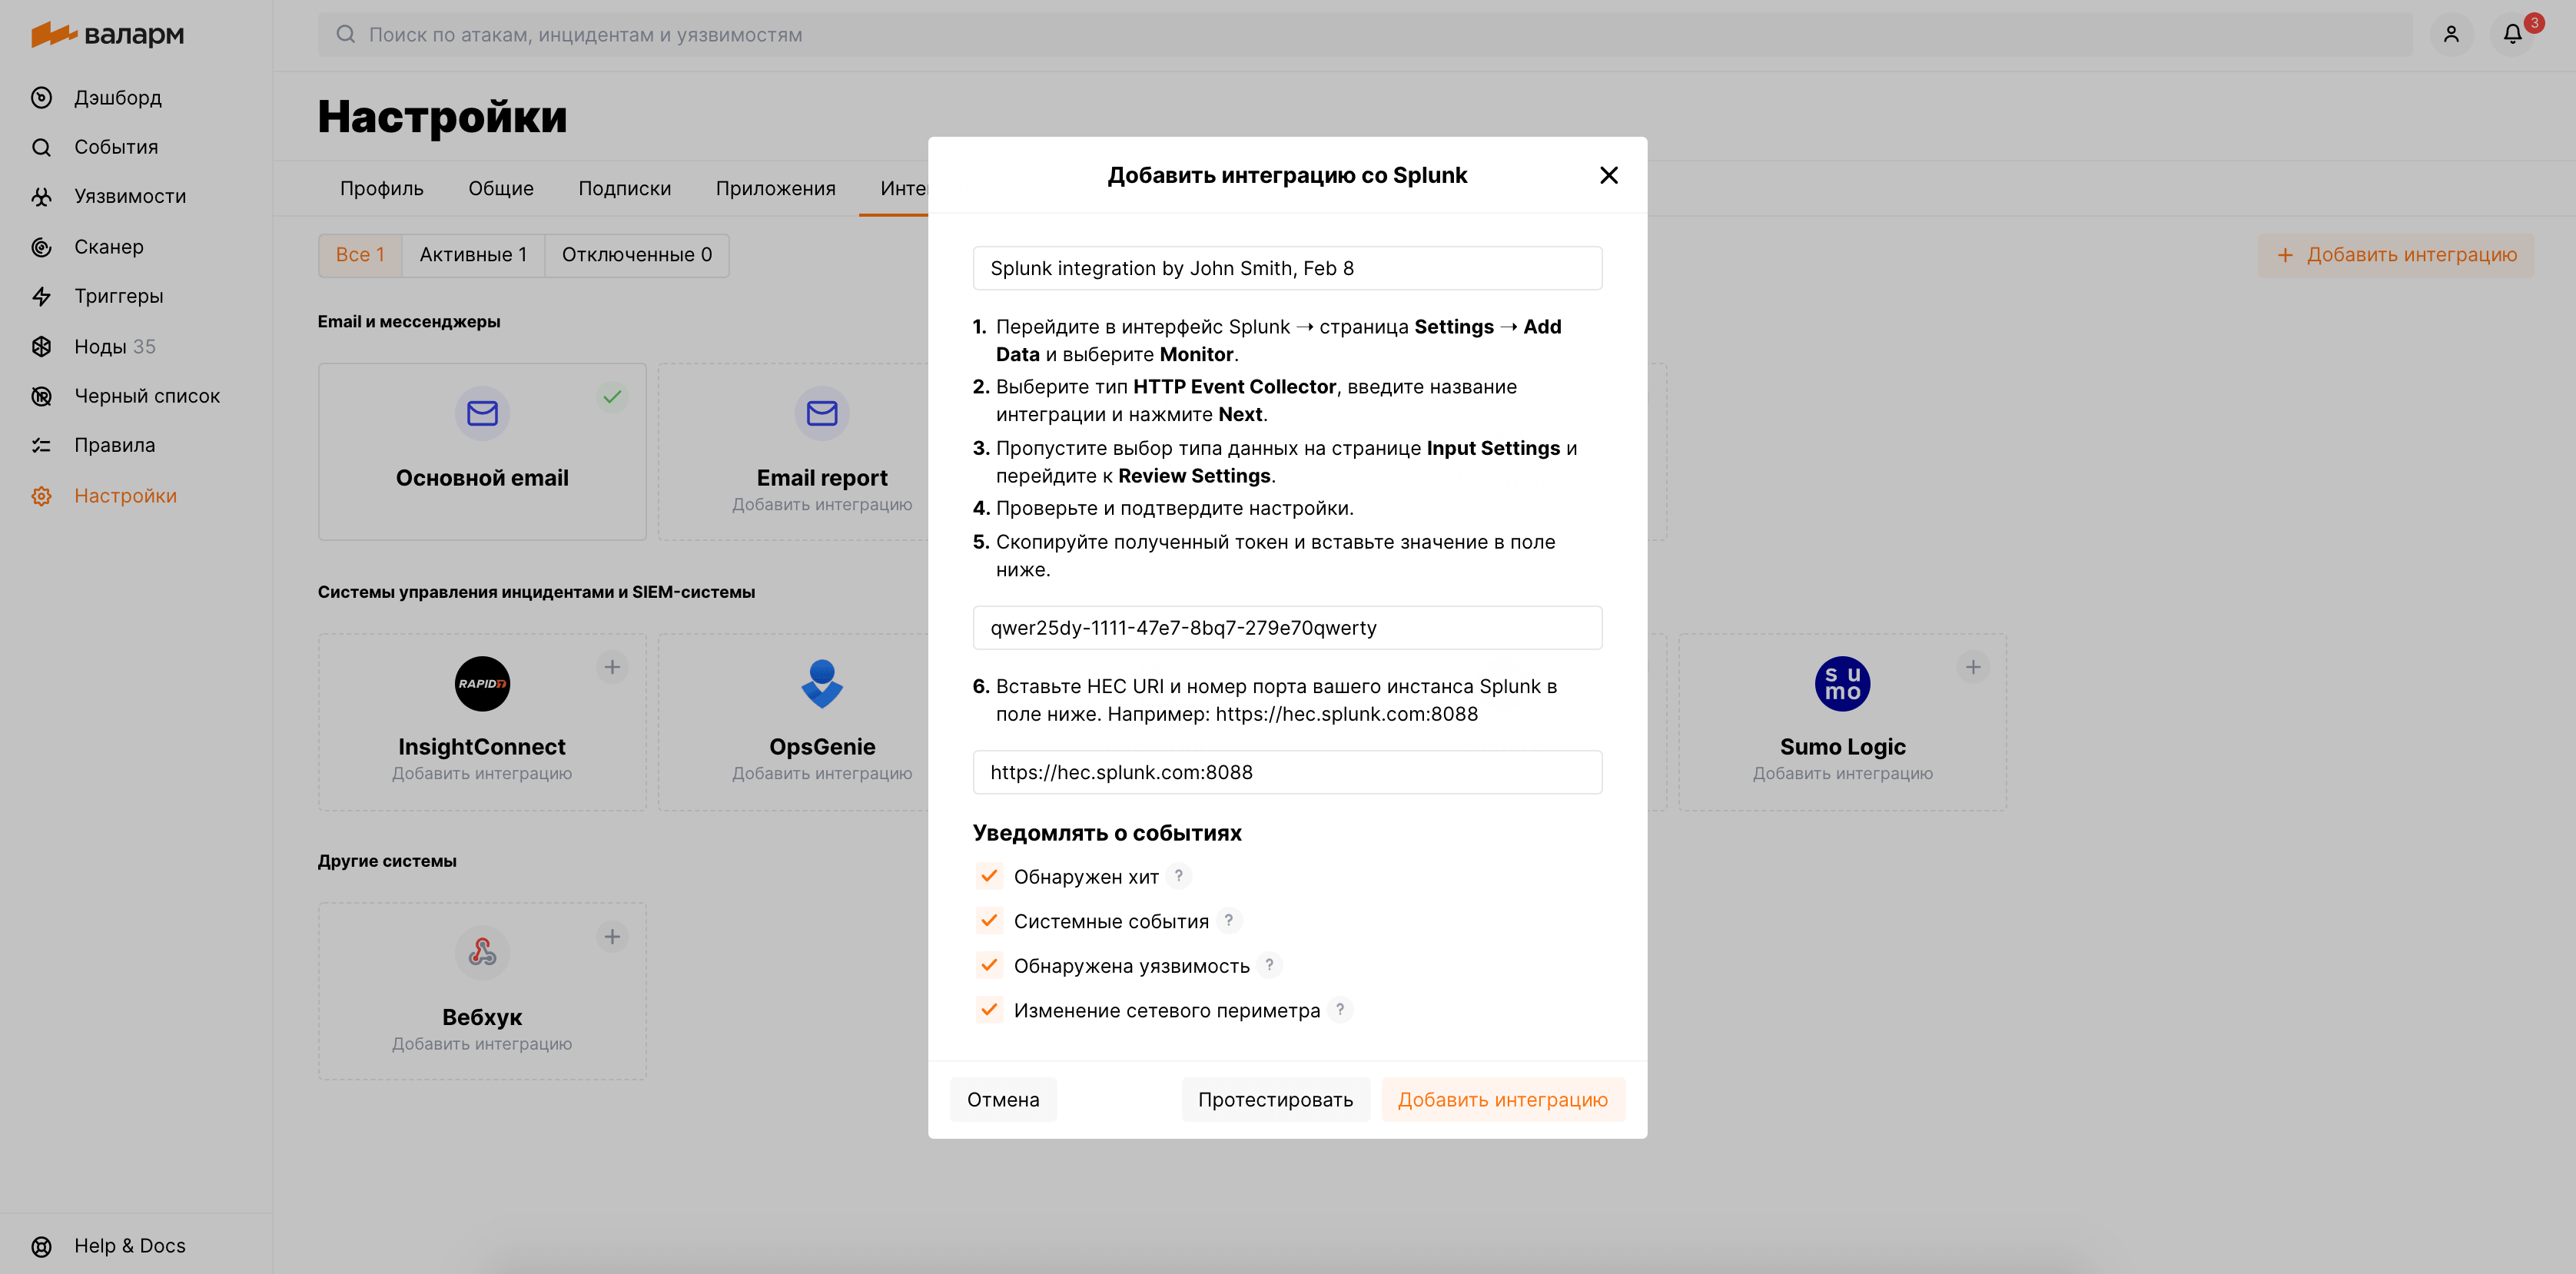 валарм
Поиск по атакам, инцидентам и уязвимостям
3
Дэшборд
События
Уязвимости
Сканер
Триггеры
Ноды 35
Черный список
Правила
Настройки
Help & Docs
Настройки
Профиль
Общие
Подписки
Приложения
Инте
Все 1
Активные 1
Отключенные 0
+ Добавить интеграцию
Email и мессенджеры
Основной email
Email report
Добавить интеграцию
Системы управления инцидентами и SIEM-системы
RAPID7
InsightConnect
Добавить интеграцию
OpsGenie
Добавить интеграцию
su
mo
Sumo Logic
Добавить интеграцию
Другие системы
Вебхук
Добавить интеграцию
Добавить интеграцию со Splunk
Splunk integration by John Smith, Feb 8
1. Перейдите в интерфейс Splunk → страница Settings → Add
Data и выберите Monitor.
2. Выберите тип HTTP Event Collector, введите название
интеграции и нажмите Next.
3. Пропустите выбор типа данных на странице Input Settings и
перейдите к Review Settings.
4. Проверьте и подтвердите настройки.
5. Скопируйте полученный токен и вставьте значение в поле
ниже.
qwer25dy-1111-47e7-8bq7-279e70qwerty
6. Вставьте HEC URI и номер порта вашего инстанса Splunk в
поле ниже. Например: https://hec.splunk.com:8088
https://hec.splunk.com:8088
Уведомлять о событиях
Обнаружен хит ?
Системные события ?
Обнаружена уязвимость ?
Изменение сетевого периметра ?
Отмена
Протестировать
Добавить интеграцию